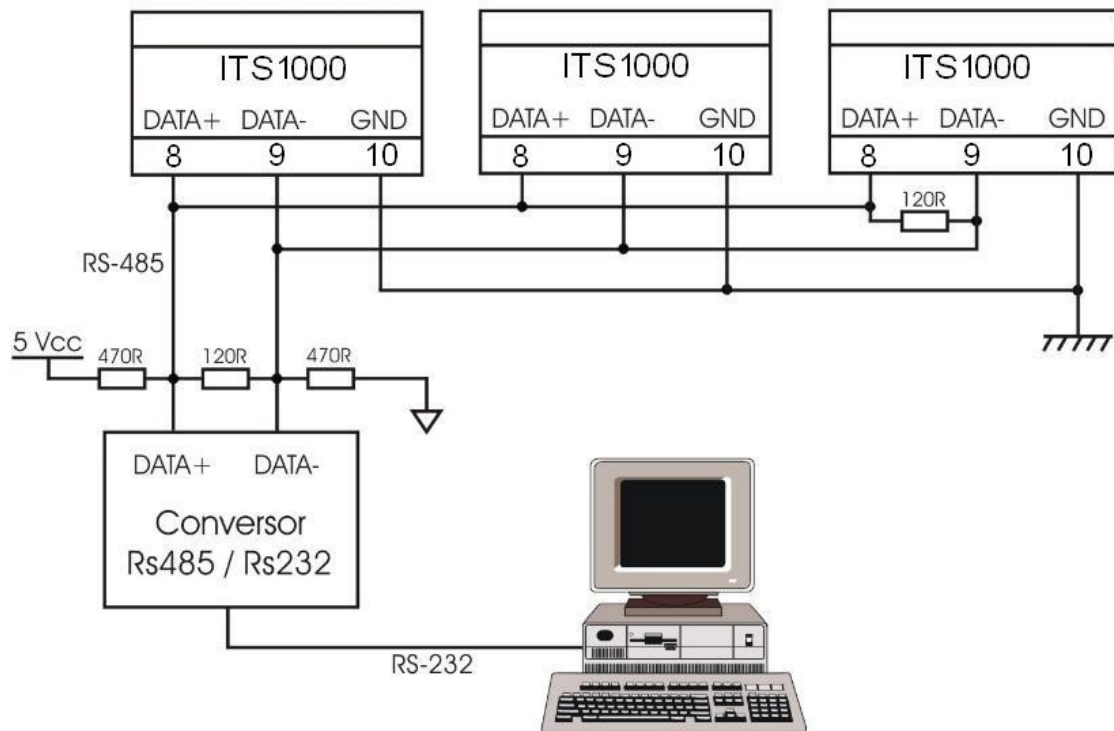 ITS1000
DATA+ DATA- GND
8 9 10
ITS1000
DATA+ DATA- GND
8 9 10
ITS1000
DATA+ DATA- GND
8 9 10
120R
RS-485
5 Vcc
470R
120R
470R
DATA+ DATA-
Conversor
Rs485 / Rs232
RS-232